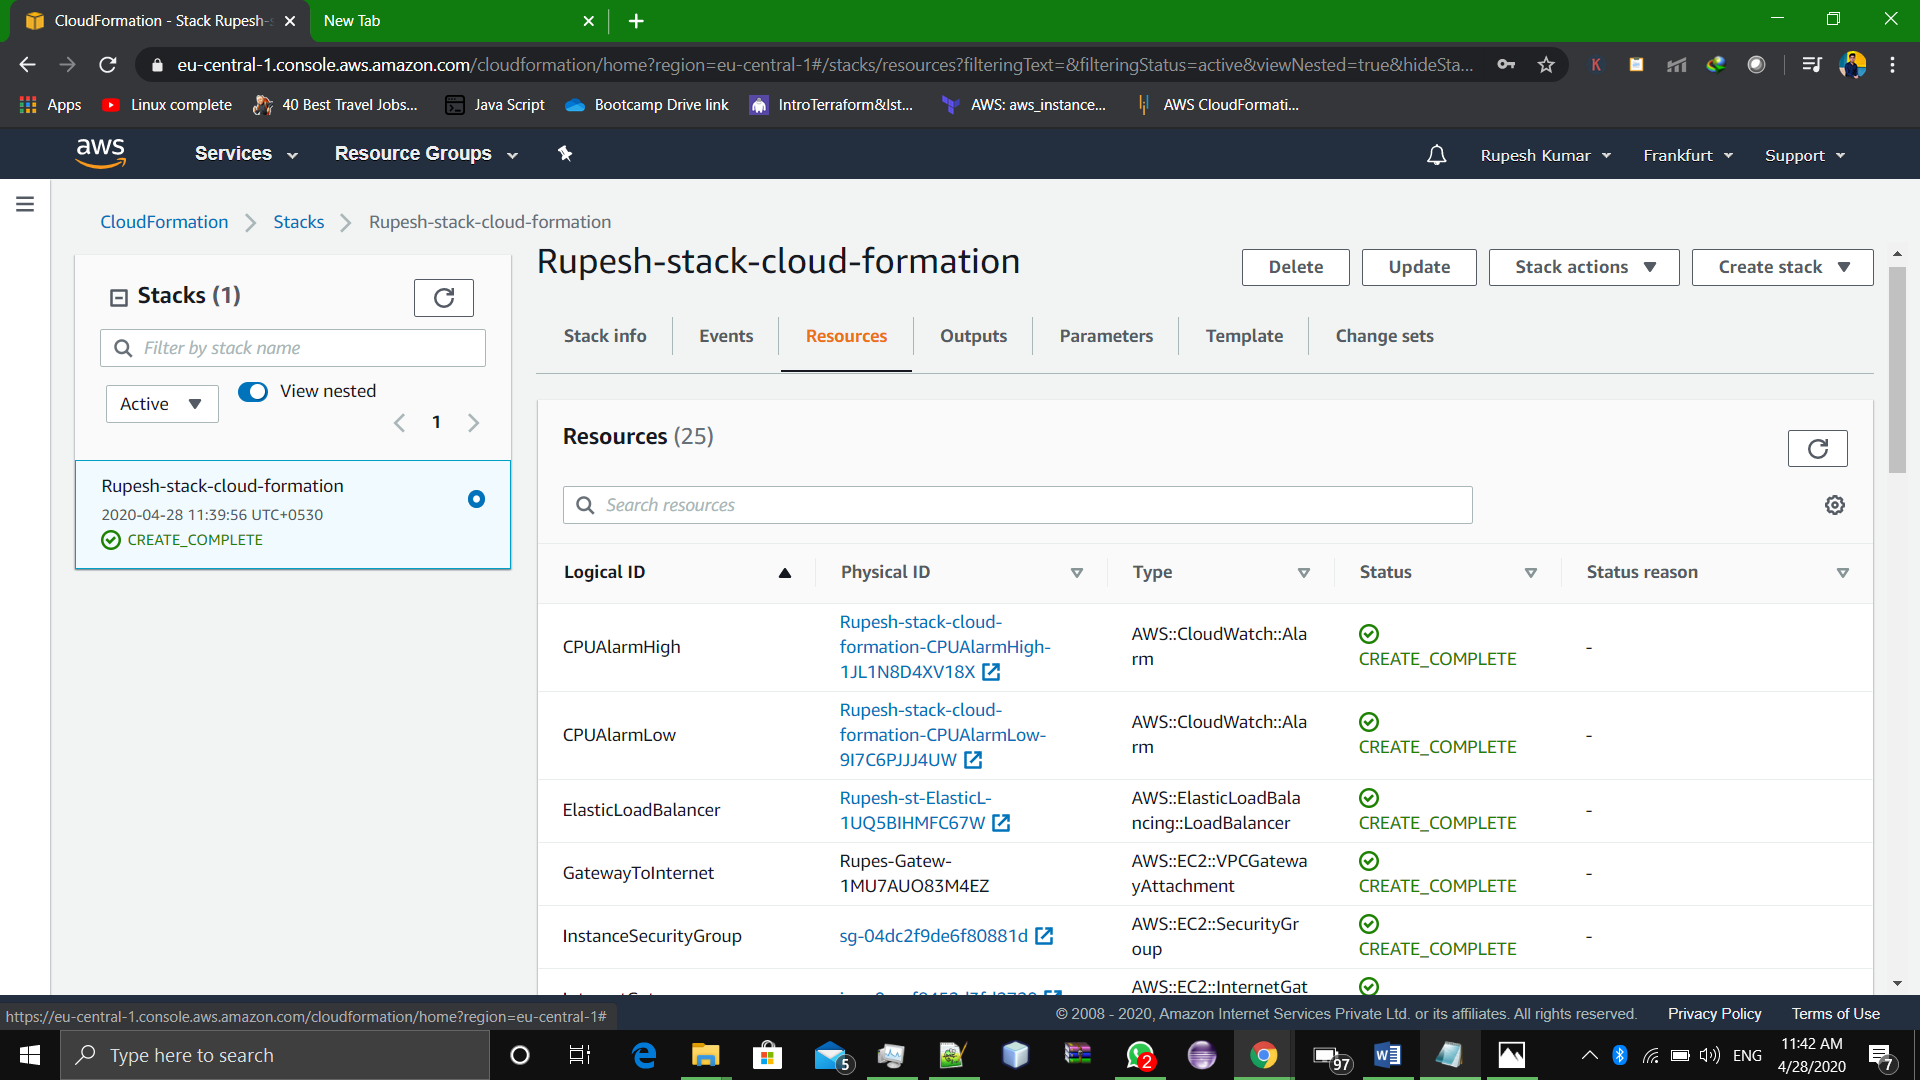 CloudFormation - Stack Rupesh-s
New Tab
eu-central-1.console.aws.amazon.com/cloudformation/home?region=eu-central-1#/stacks/resources?filteringText=&filteringStatus=active&viewNested=true&hideSta...
Apps
Linux complete
40 Best Travel Jobs...
Java Script
Bootcamp Drive link
IntroTerraform&Ist...
AWS: aws_instance...
AWS CloudFormati...
aws
Services
Resource Groups
Rupesh Kumar
Frankfurt
Support
CloudFormation
Stacks
Rupesh-stack-cloud-formation
Stacks (1)
Filter by stack name
Active
View nested
1
Rupesh-stack-cloud-formation
2020-04-28 11:39:56 UTC+0530
CREATE_COMPLETE
Rupesh-stack-cloud-formation
Delete
Update
Stack actions
Create stack
Stack info
Events
Resources
Outputs
Parameters
Template
Change sets
Resources (25)
Search resources
Logical ID
Physical ID
Type
Status
Status reason
CPUAlarmHigh
Rupesh-stack-cloud-
formation-CPUAlarmHigh-
1JL1N8D4XV18X
AWS::CloudWatch::Ala
rm
CREATE_COMPLETE
-
CPUAlarmLow
Rupesh-stack-cloud-
formation-CPUAlarmLow-
9I7C6PJJJ4UW
AWS::CloudWatch::Ala
rm
CREATE_COMPLETE
-
ElasticLoadBalancer
Rupesh-st-ElasticL-
1UQ5BIHMFC67W
AWS::ElasticLoadBala
ncing::LoadBalancer
CREATE_COMPLETE
-
GatewayToInternet
Rupes-Gatew-
1MU7AUO83M4EZ
AWS::EC2::VPCGatewa
yAttachment
CREATE_COMPLETE
-
InstanceSecurityGroup
sg-04dc2f9de6f80881d
AWS::EC2::SecurityGr
oup
CREATE_COMPLETE
-
AWS::EC2::InternetGat
https://eu-central-1.console.aws.amazon.com/cloudformation/home?region=eu-central-1#
© 2008 - 2020, Amazon Internet Services Private Ltd. or its affiliates. All rights reserved.
Privacy Policy
Terms of Use
Type here to search
5
2
97
ENG
11:42 AM
4/28/2020
7